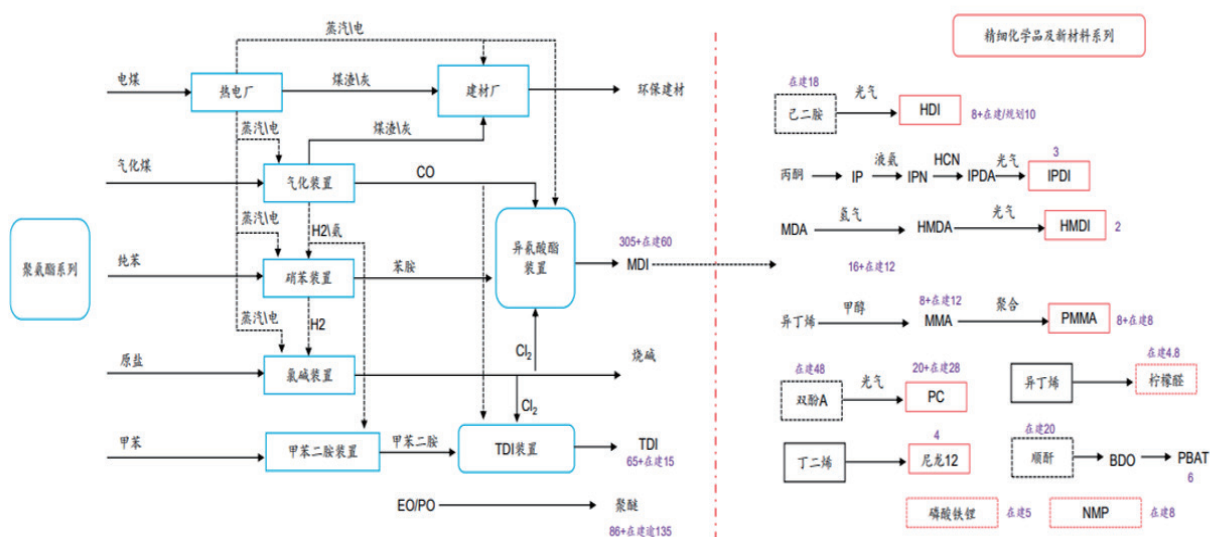 蒸汽\电
精细化学品及新材料系列
电煤
热电厂
煤渣\灰
建材厂
环保建材
在建18
己二胺
光气
HDI
8+在建/规划10
蒸汽\电
煤渣\灰
气化煤
气化装置
CO
丙酮
IP
液氨
IPN
HCN
IPDA
光气
3
IPDI
聚氨酯系列
蒸汽\电
H2\氨
异氰酸酯
装置
305+在建60
MDI
MDA
氢气
HMDA
光气
HMDI
2
纯苯
硝苯装置
苯胺
16+在建12
蒸汽\电
H2
Cl2
异丁烯
甲醇
8+在建12
MMA
聚合
PMMA
8+在建8
原盐
氯碱装置
烧碱
Cl2
在建48
双酚A
光气
20+在建28
PC
异丁烯
在建4.8
柠檬醛
甲苯
甲苯二胺装置
甲苯二胺
TDI装置
TDI
65+在建15
丁二烯
4
尼龙12
在建20
顺酐
BDO
PBAT
6
EO/PO
聚醚
86+在建建135
磷酸铁锂
在建5
NMP
在建8